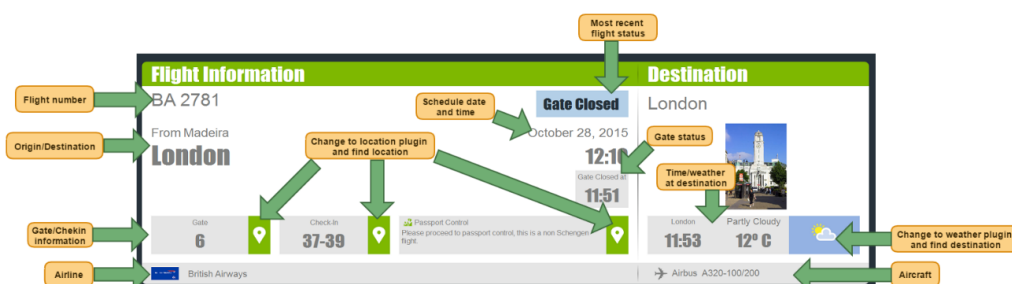 Most recent
flight status
Flight Information
Destination
Flight number
BA 2781
Schedule date
and time
Gate Closed
London
Origin/Destination
From Madeira
London
Change to location plugin
and find location
October 28, 2015
12:10
Gate status
Gate Closed at
11:51
Time/weather
at destination
Gate/Chekin
information
Gate
6
Check-In
37-39
Passport Control
Please proceed to passport control, this is a non Schengen
flight.
London
11:53
Partly Cloudy
12º C
Change to weather plugin
and find destination
Airline
British Airways
Airbus A320-100/200
Aircraft